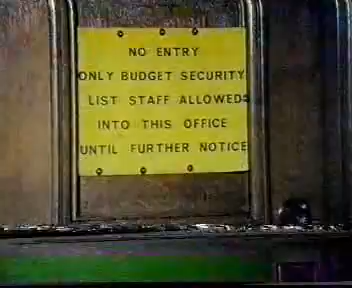 NO ENTRY
ONLY BUDGET SECURITY
LIST STAFF ALLOWED
INTO THIS OFFICE
UNTIL FURTHER NOTICE